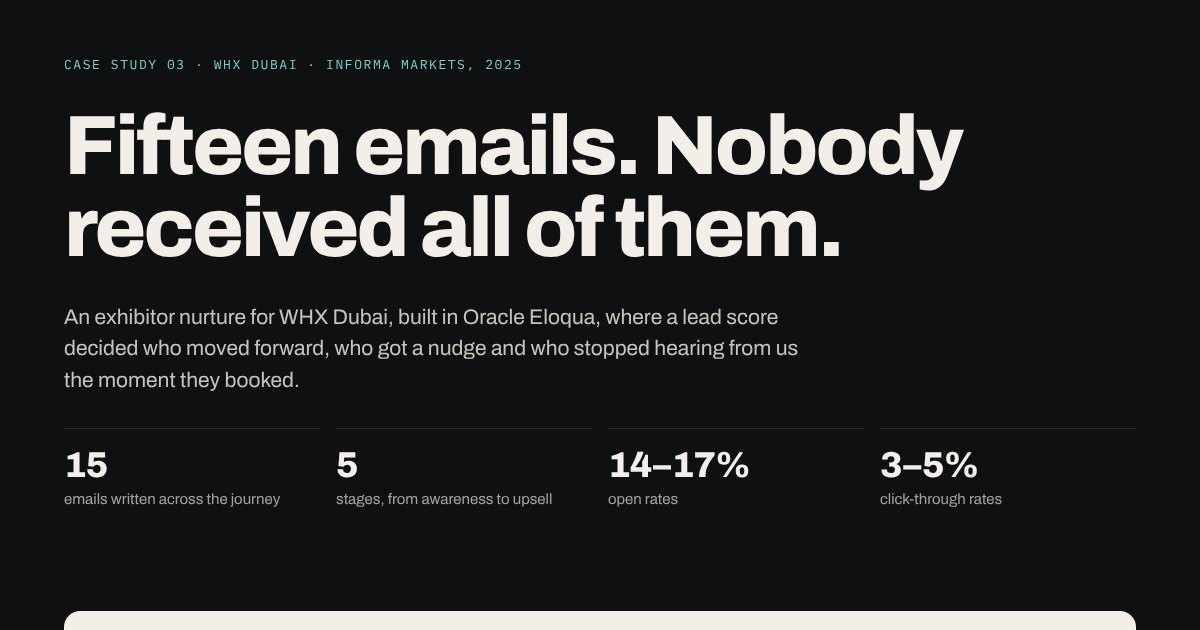 CASE STUDY 03 · WHX DUBAI · INFORMA MARKETS, 2025
Fifteen emails. Nobody
received all of them.
An exhibitor nurture for WHX Dubai, built in Oracle Eloqua, where a lead score
decided who moved forward, who got a nudge and who stopped hearing from us
the moment they booked.
15
emails written across the journey
5
stages, from awareness to upsell
14–17%
open rates
3–5%
click-through rates